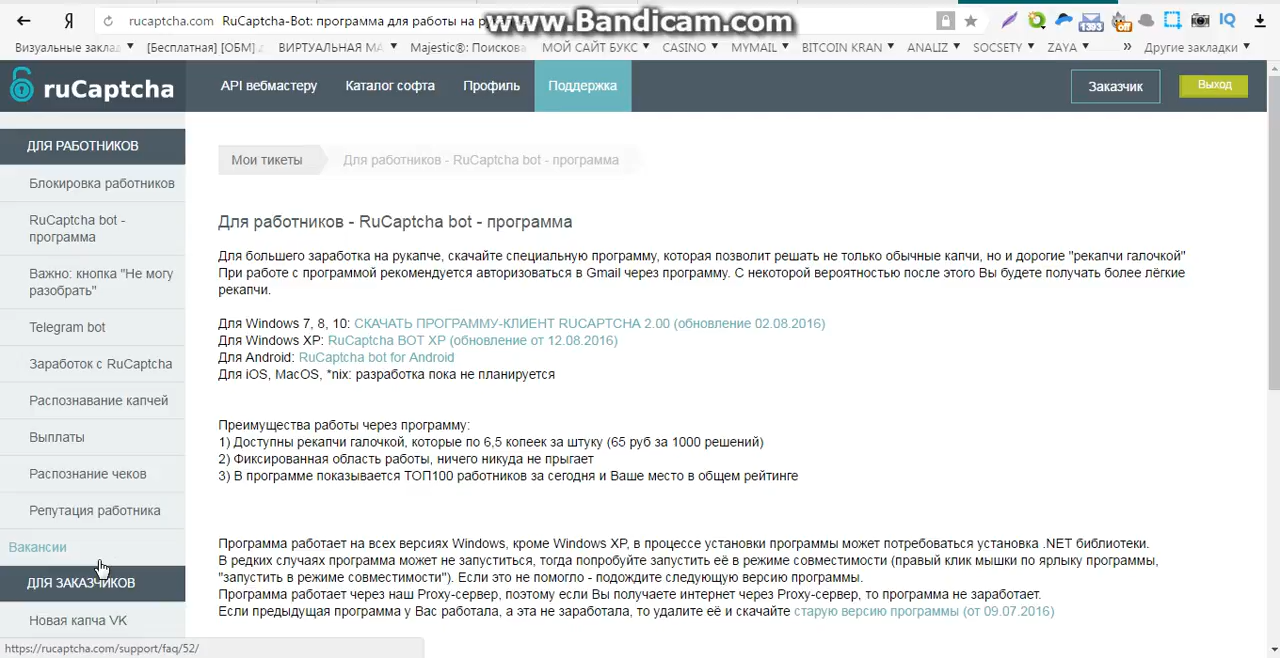 rucaptcha.com RuCaptcha-Bot: программа для работы на
www.Bandicam.com
Визуальные заклад
[Бесплатная] [ОБМ]
ВИРТУАЛЬНАЯ МА
Majestic®: Поискова
МОЙ САЙТ БУКС
CASINO
MYMAIL
BITCOIN KRAN
ANALIZ
SOCSETY
ZAYA
» Другие закладки
1393
off
IQ
ruCaptcha
API вебмастеру
Каталог софта
Профиль
Поддержка
Заказчик
Выход
ДЛЯ РАБОТНИКОВ
Блокировка работников
RuCaptcha bot -
программа
Важно: кнопка "Не могу
разобрать"
Telegram bot
Заработок с RuCaptcha
Распознавание капчей
Выплаты
Распознание чеков
Репутация работника
Вакансии
ДЛЯ ЗАКАЗЧИКОВ
Новая капча VK
https://rucaptcha.com/support/faq/52/
Мои тикеты
Для работников - RuCaptcha bot - программа
Для работников - RuCaptcha bot - программа
Для большего заработка на рукапче, скачайте специальную программу, которая позволит решать не только обычные капчи, но и дорогие "рекапчи галочкой"
При работе с программой рекомендуется авторизоваться в Gmail через программу. С некоторой вероятностью после этого Вы будете получать более лёгкие
рекапчи.
Для Windows 7, 8, 10: СКАЧАТЬ ПРОГРАММУ-КЛИЕНТ RUCAPTCHA 2.00 (обновление 02.08.2016)
Для Windows XP: RuCaptcha BOT XP (обновление от 12.08.2016)
Для Android: RuCaptcha bot for Android
Для iOS, MacOS, *nix: разработка пока не планируется
Преимущества работы через программу:
1) Доступны рекапчи галочкой, которые по 6,5 копеек за штуку (65 руб за 1000 решений)
2) Фиксированная область работы, ничего никуда не прыгает
3) В программе показывается ТОП100 работников за сегодня и Ваше место в общем рейтинге
Программа работает на всех версиях Windows, кроме Windows XP, в процессе установки программы может потребоваться установка .NET библиотеки.
В редких случаях программа может не запуститься, тогда попробуйте запустить её в режиме совместимости (правый клик мышки по ярлыку программы,
"запустить в режиме совместимости"). Если это не помогло - подождите следующую версию программы.
Программа работает через наш Proxy-сервер, поэтому если Вы получаете интернет через Proxy-сервер, то программа не заработает.
Если предыдущая программа у Вас работала, а эта не заработала, то удалите её и скачайте старую версию программы (от 09.07.2016)